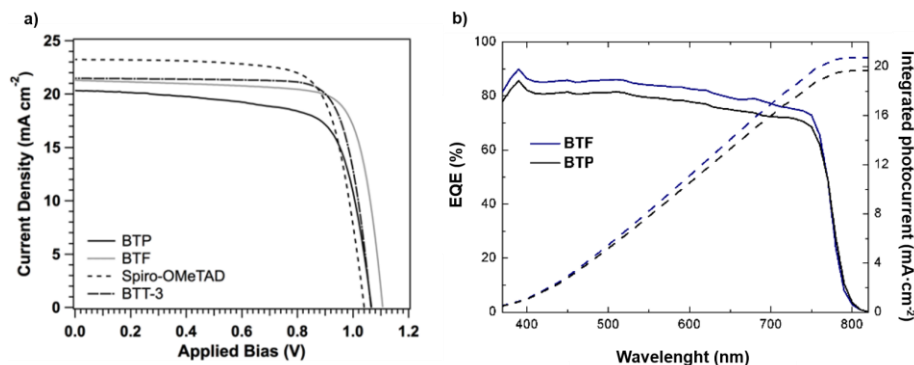 a)
25
20
15
10
5
0
0.0 0.2 0.4 0.6 0.8 1.0 1.2
Current Density (mA cm⁻²)
Applied Bias (V)
BTP
BTF
Spiro-OMeTAD
BTT-3
b)
100
80
60
40
20
0
400 500 600 700 800
EQE (%)
Wavelenght (nm)
BTF
BTP
20
16
12
8
4
0
Integrated photocurrent (mA·cm⁻²)